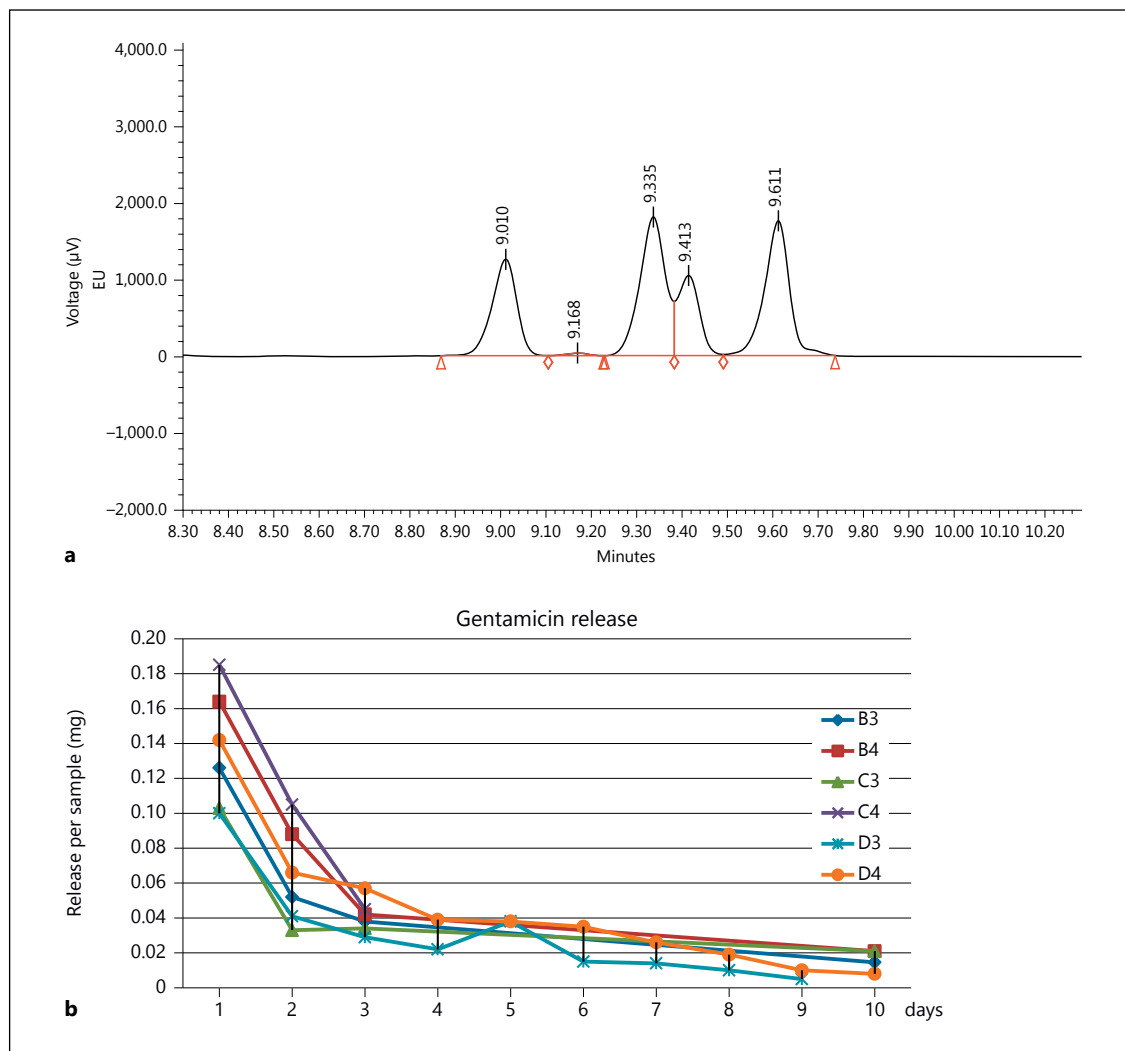 4,000.0
3,000.0
2,000.0
1,000.0
0
−1,000.0
−2,000.0
Voltage (µV)
EU
9.010
9.168
9.335
9.413
9.611
8.30 8.40 8.50 8.60 8.70 8.80 8.90 9.00 9.10 9.20 9.30 9.40 9.50 9.60 9.70 9.80 9.90 10.00 10.10 10.20
Minutes
a
Gentamicin release
0.20
0.18
0.16
0.14
0.12
0.10
0.08
0.06
0.04
0.02
0
Release per sample (mg)
B3
B4
C3
C4
D3
D4
1 2 3 4 5 6 7 8 9 10 days
b